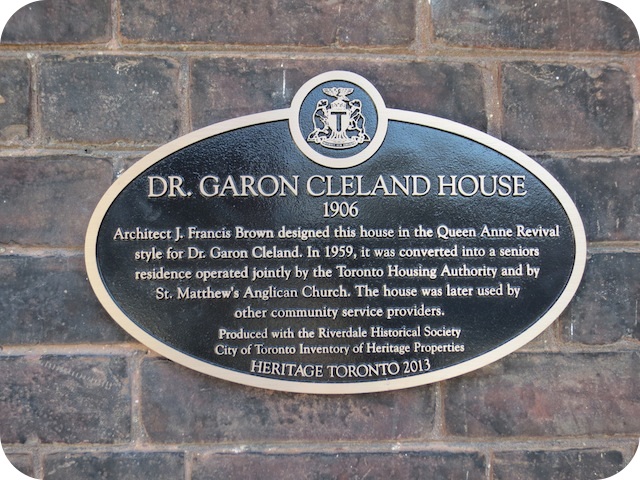 T
DR. GARON CLELAND HOUSE
1906
Architect J. Francis Brown designed this house in the Queen Anne Revival
style for Dr. Garon Cleland. In 1959, it was converted into a seniors
residence operated jointly by the Toronto Housing Authority and by
St. Matthew's Anglican Church. The house was later used by
other community service providers.
Produced with the Riverdale Historical Society
City of Toronto Inventory of Heritage Properties
HERITAGE TORONTO 2013